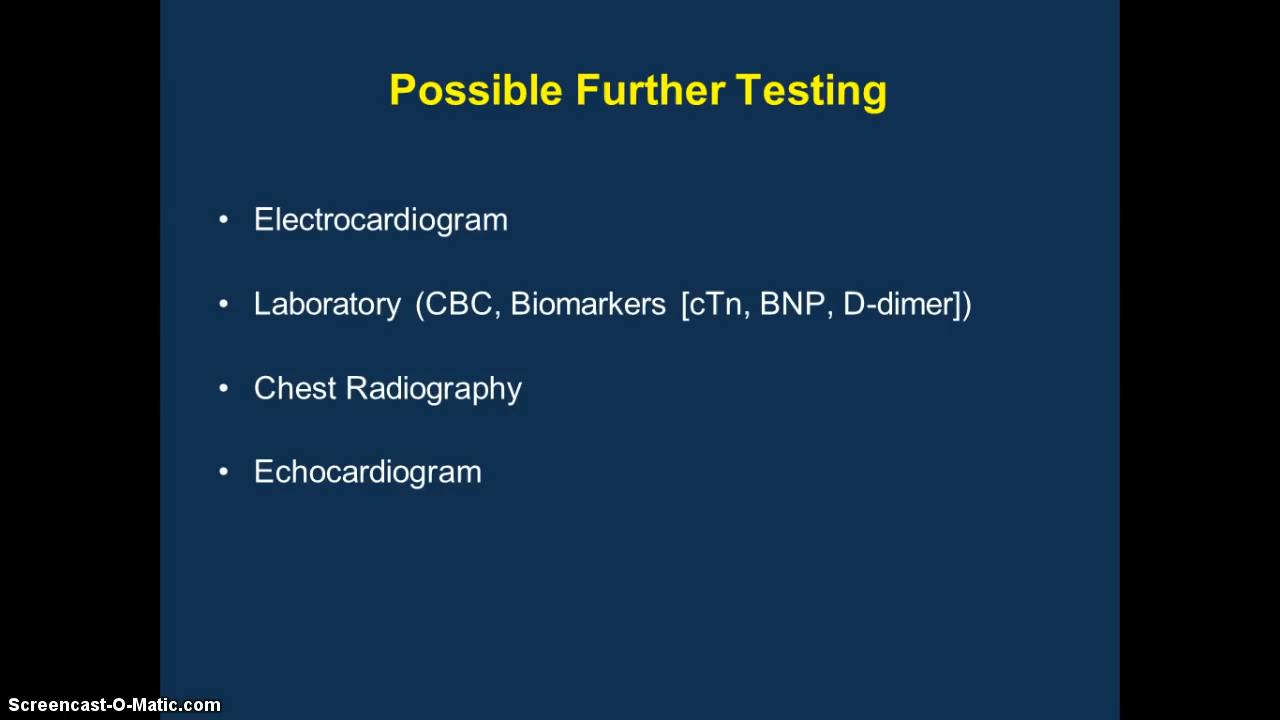 Possible Further Testing
• Electrocardiogram
• Laboratory (CBC, Biomarkers [cTn, BNP, D-dimer])
• Chest Radiography
• Echocardiogram
Screencast-O-Matic.com